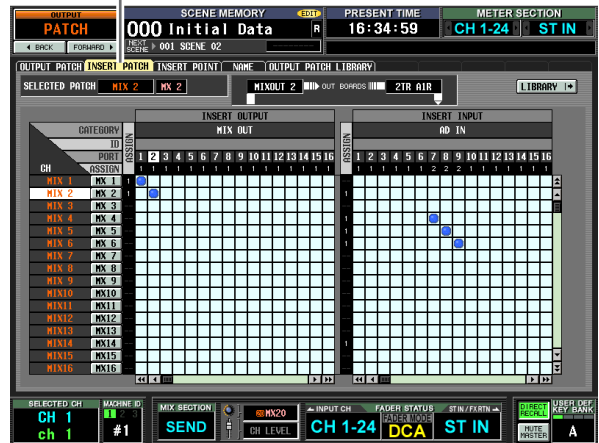 OUTPUT SCENE MEMORY EDIT PRESENT TIME METER SECTION
PATCH 000 Initial Data R 16:34:59 CH 1-24 ST IN
BACK FORWARD NEXT SCENE 001 SCENE 02
OUTPUT PATCH INSERT PATCH INSERT POINT NAME OUTPUT PATCH LIBRARY
SELECTED PATCH MIX 2 MX 2 MIXOUT 2 OUT BOARDS 2TR A1R LIBRARY
INSERT OUTPUT INSERT INPUT
CATEGORY MIX OUT AD IN
ID
PORT ASSIGN 1 2 3 4 5 6 7 8 9 10 11 12 13 14 15 16 ASSIGN 1 2 3 4 5 6 7 8 9 10 11 12 13 14 15 16
CH ASSIGN 1 1 1 1 1 1 1 1 1 1 1 1 1 1 1 1 1 1 1 1 1 1 2 2 2 1 1 1 1 1 1 1
MIX 1 MX 1 1
MIX 2 MX 2 1
MIX 3 MX 3
MIX 4 MX 4 1
MIX 5 MX 5 1
MIX 6 MX 6 1
MIX 7 MX 7
MIX 8 MX 8
MIX 9 MX 9
MIX10 MX10
MIX11 MX11
MIX12 MX12
MIX13 MX13
MIX14 MX14 1
MIX15 MX15
MIX16 MX16
SELECTED CH MACHINE ID MIX SECTION MX20 INPUT CH FADER STATUS ST IN/FXRTN DIRECT RECALL USER DEF KEY BANK
CH 1 1 2 3 SEND CH LEVEL CH 1-24 FADER MODE DCA ST IN MUTE MASTER A
ch 1 #1